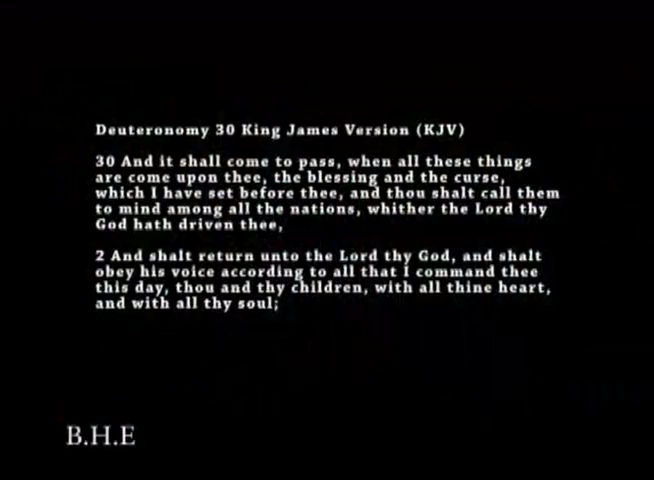 Deuteronomy 30 King James Version (KJV)
30 And it shall come to pass, when all these things
are come upon thee, the blessing and the curse,
which I have set before thee, and thou shalt call them
to mind among all the nations, whither the Lord thy
God hath driven thee,
2 And shalt return unto the Lord thy God, and shalt
obey his voice according to all that I command thee
this day, thou and thy children, with all thine heart,
and with all thy soul;
B.H.E